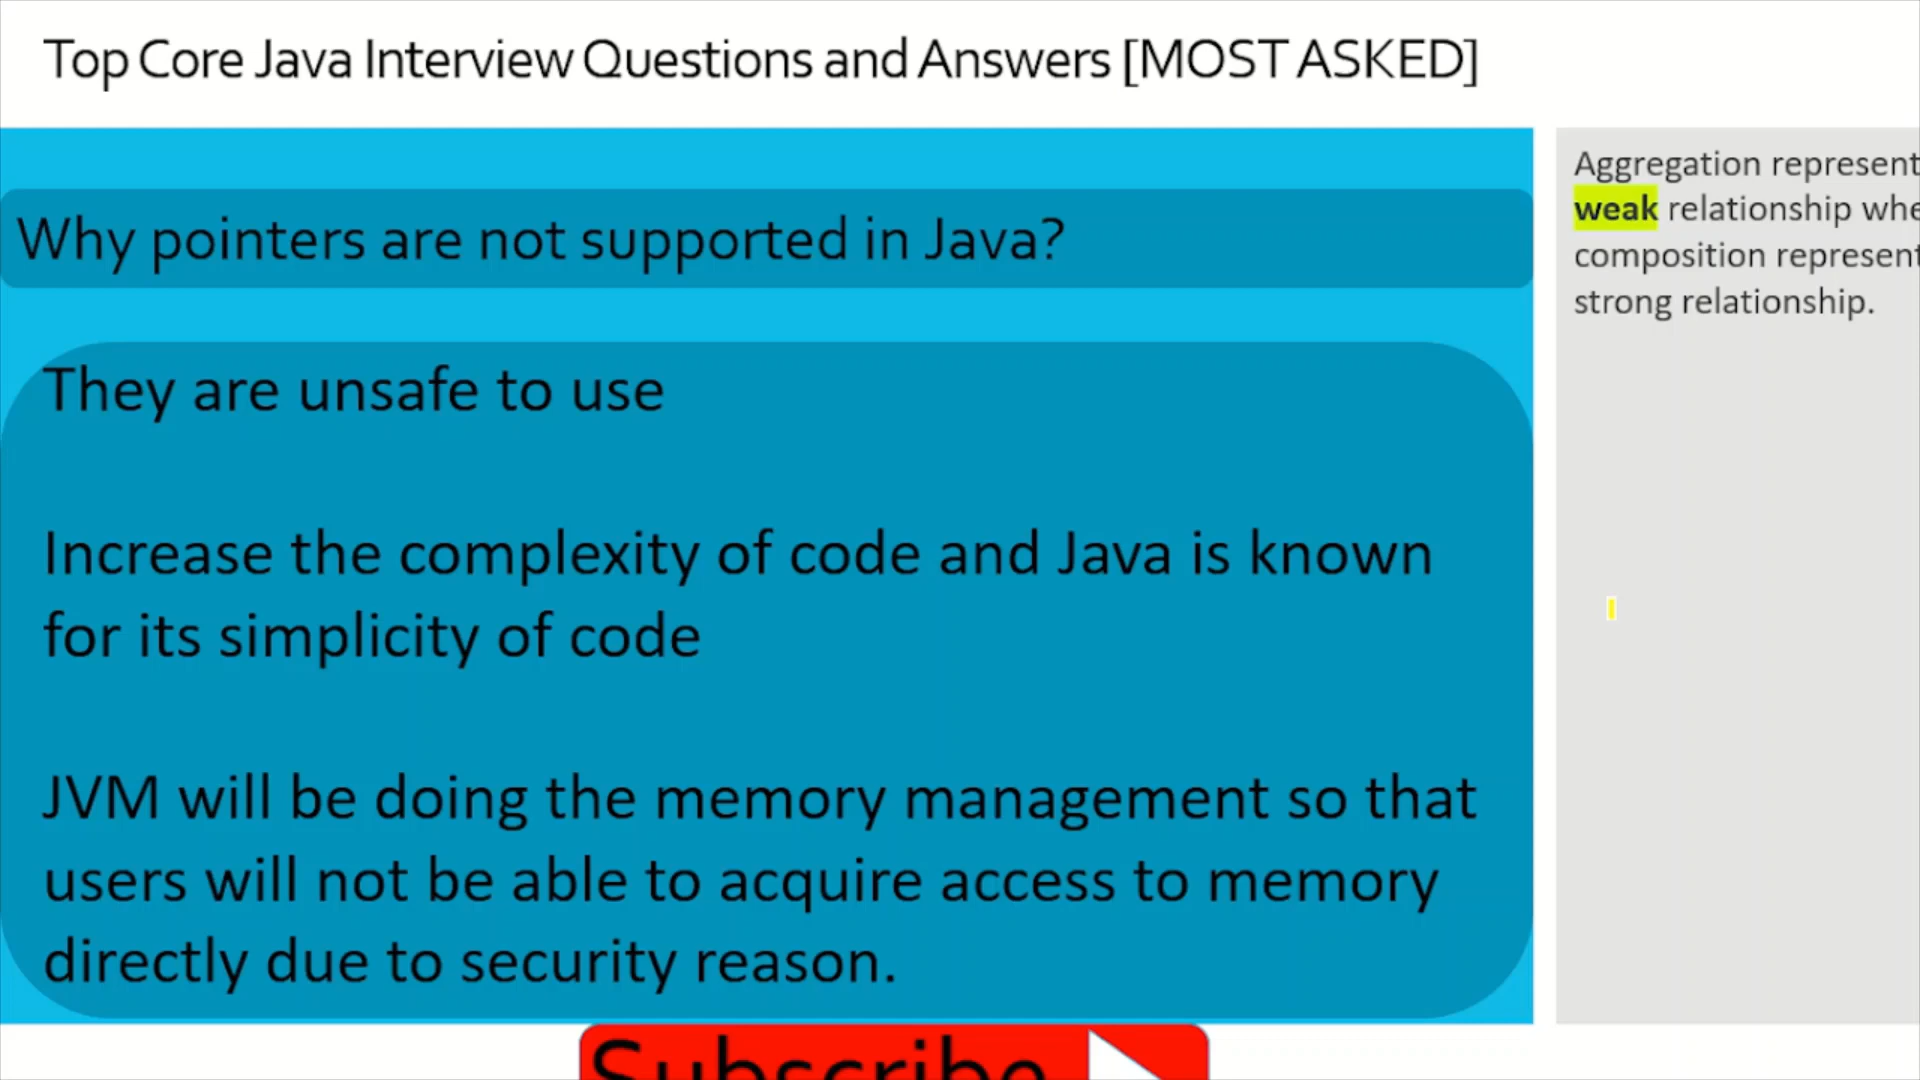 Top Core Java Interview Questions and Answers [MOST ASKED]
Why pointers are not supported in Java?
They are unsafe to use
Increase the complexity of code and Java is known
for its simplicity of code
JVM will be doing the memory management so that
users will not be able to acquire access to memory
directly due to security reason.
Aggregation represent
weak relationship whe
composition represent
strong relationship.
Subscribe